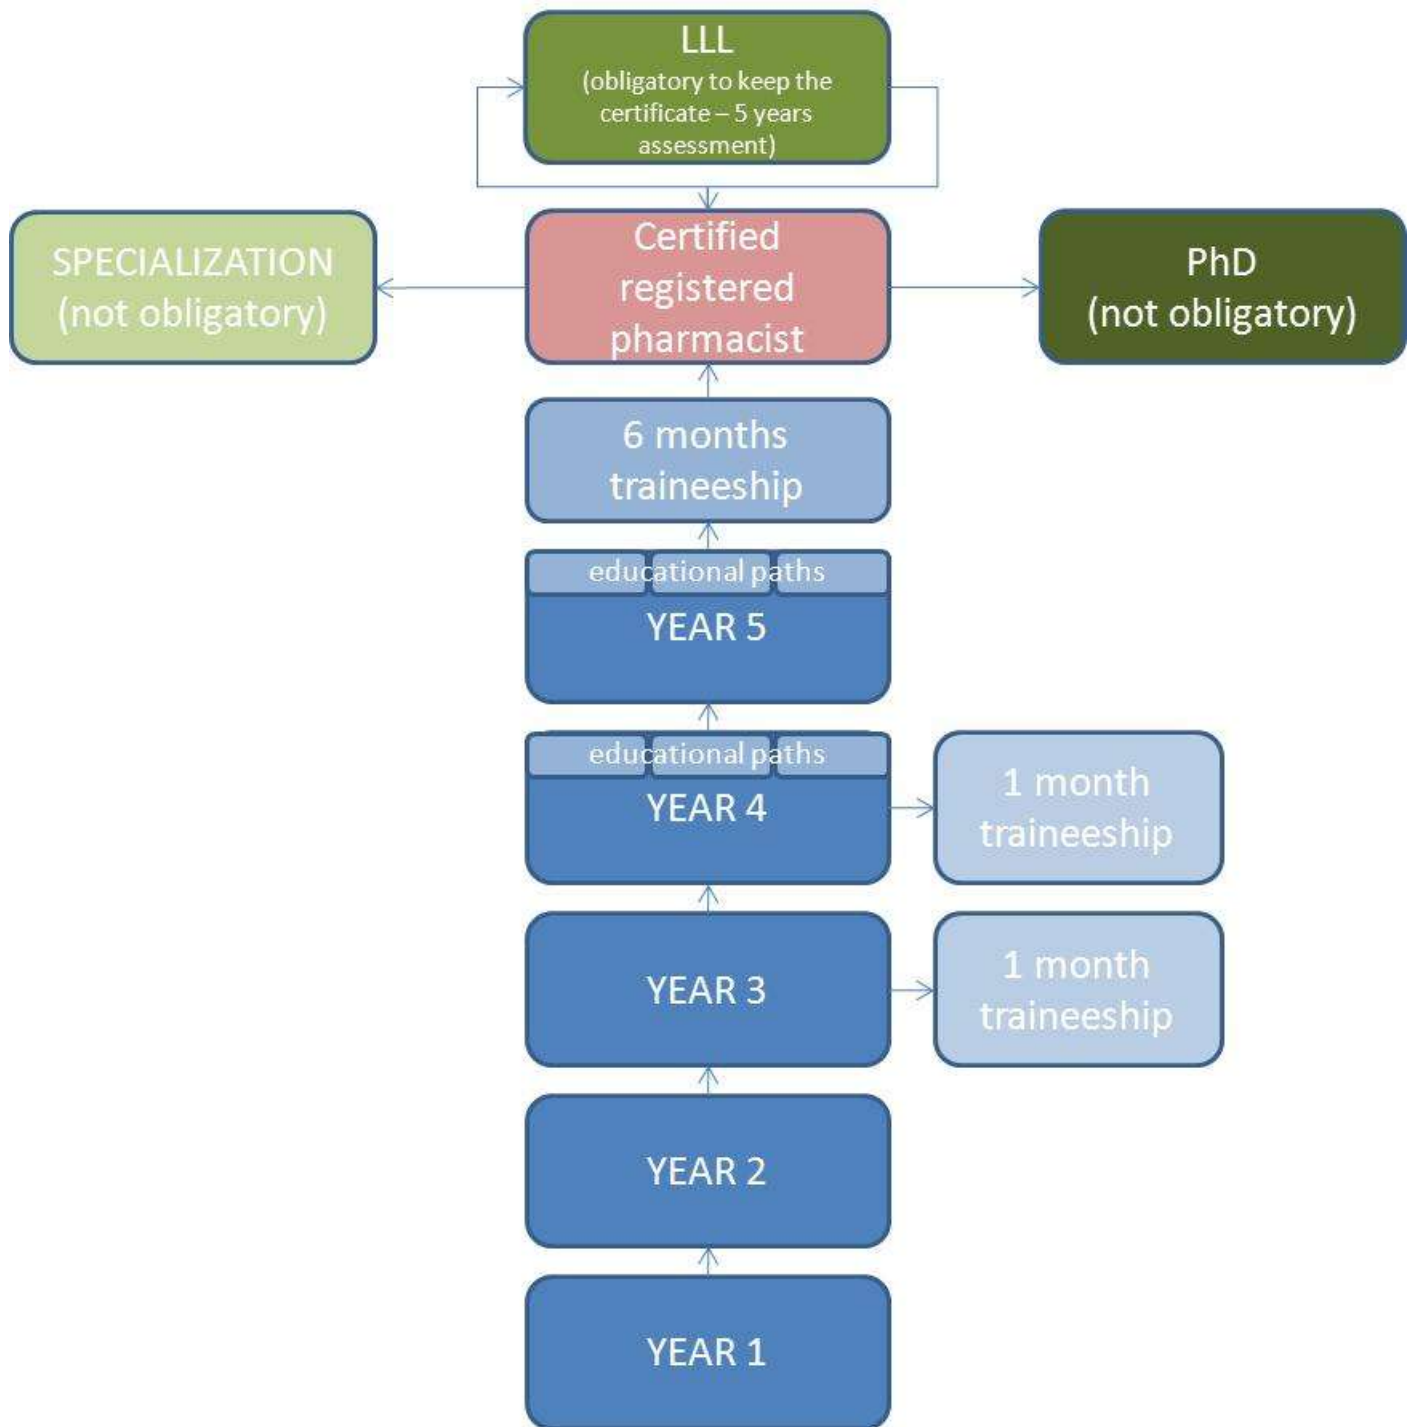 LLL
(obligatory to keep the
certificate – 5 years
assessment)
SPECIALIZATION
(not obligatory)
Certified
registered
pharmacist
PhD
(not obligatory)
6 months
traineeship
educational paths
YEAR 5
educational paths
YEAR 4
1 month
traineeship
YEAR 3
1 month
traineeship
YEAR 2
YEAR 1